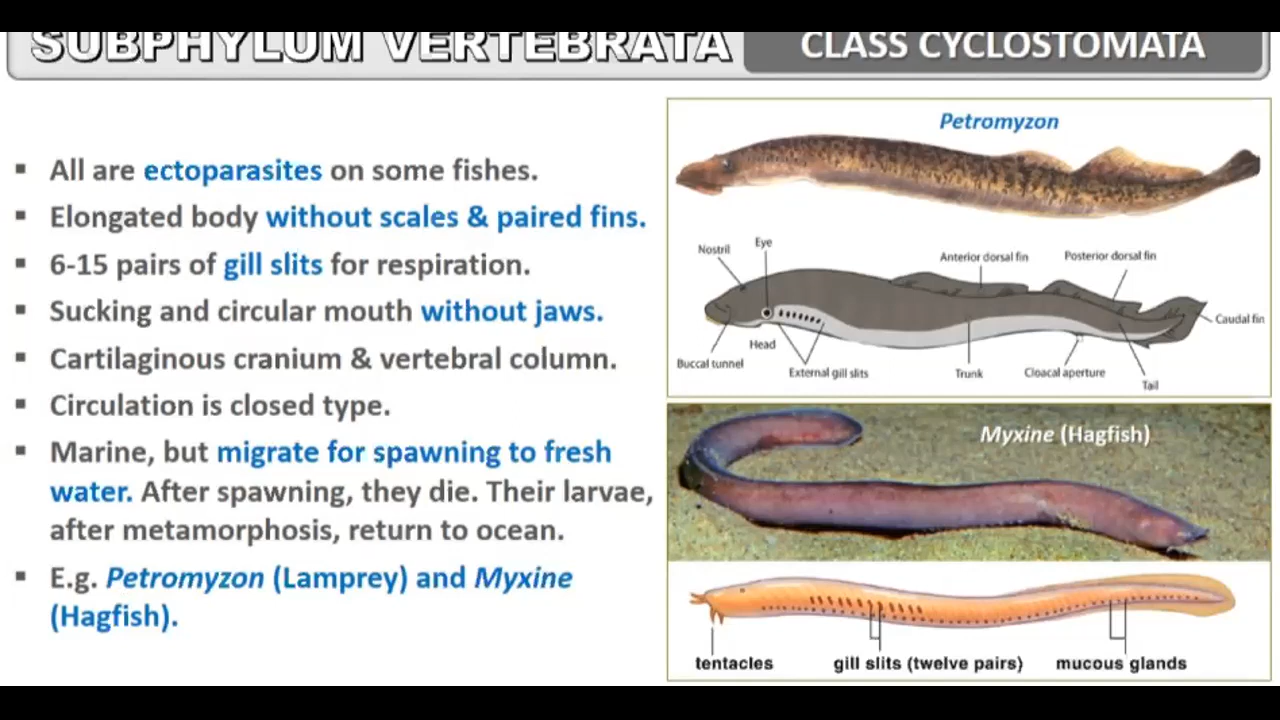 SUBPHYLUM VERTEBRATA
CLASS CYCLOSTOMATA
▪ All are ectoparasites on some fishes.
▪ Elongated body without scales & paired fins.
▪ 6-15 pairs of gill slits for respiration.
▪ Sucking and circular mouth without jaws.
▪ Cartilaginous cranium & vertebral column.
▪ Circulation is closed type.
▪ Marine, but migrate for spawning to fresh
water. After spawning, they die. Their larvae,
after metamorphosis, return to ocean.
▪ E.g. Petromyzon (Lamprey) and Myxine
(Hagfish).
Petromyzon
Nostril
Eye
Anterior dorsal fin
Posterior dorsal fin
Caudal fin
Buccal tunnel
Head
External gill slits
Trunk
Cloacal aperture
Tail
Myxine (Hagfish)
tentacles
gill slits (twelve pairs)
mucous glands